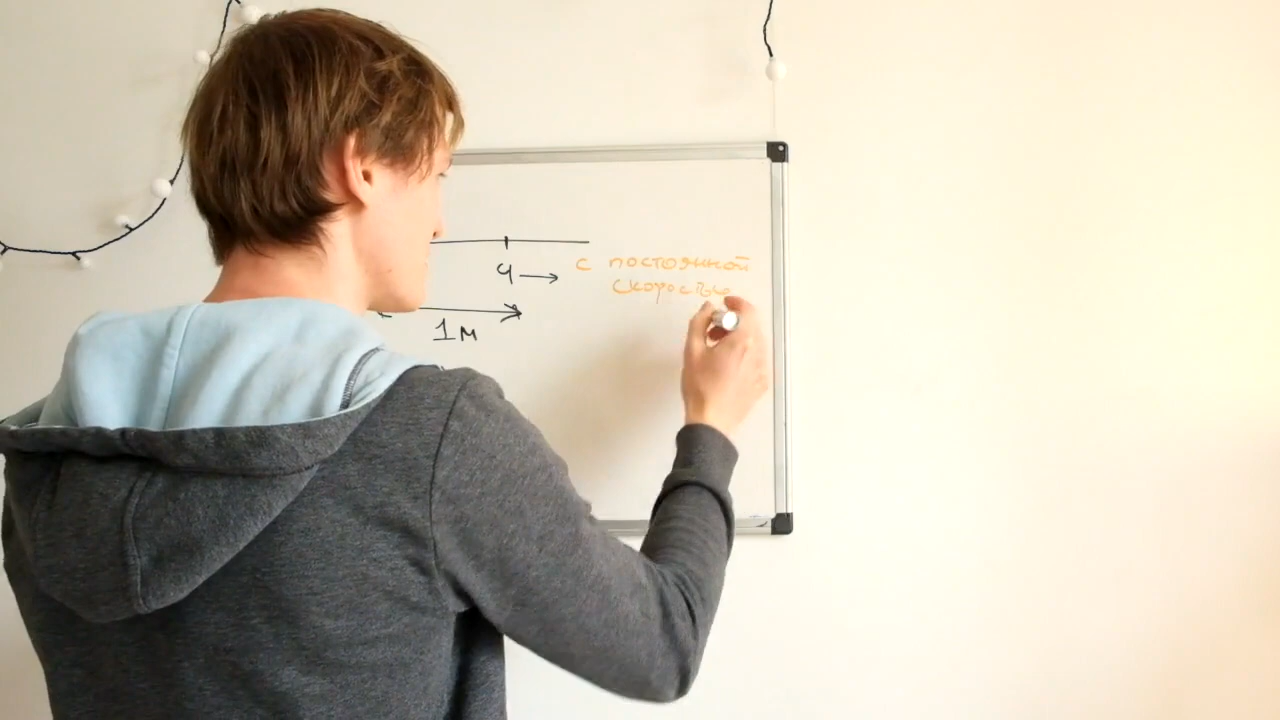 Ч
с постоянной
скоростью
1м